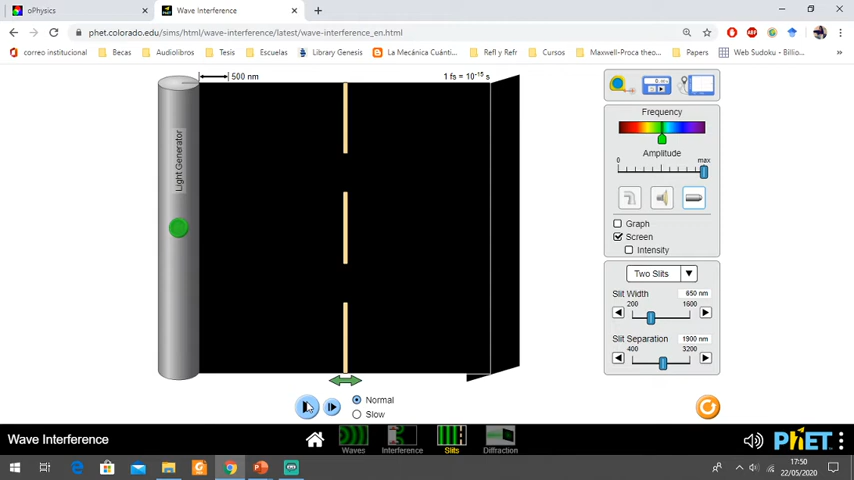 oPhysics
Wave Interference
phet.colorado.edu/sims/html/wave-interference/latest/wave-interference_en.html
correo institucional
Becas
Audiolibros
Tesis
Escuelas
Library Genesis
La Mecánica Cuánti...
Refl y Refr
Cursos
Maxwell-Proca theo...
Papers
Web Sudoku - Billio...
500 nm
1 fs = 10⁻¹⁵ s
Light Generator
Frequency
Amplitude
0
max
Graph
Screen
Intensity
Two Slits
Slit Width
650 nm
200
1600
Slit Separation
1900 nm
400
3200
Normal
Slow
Wave Interference
Waves
Interference
Slits
Diffraction
PhET
17:50
22/05/2020